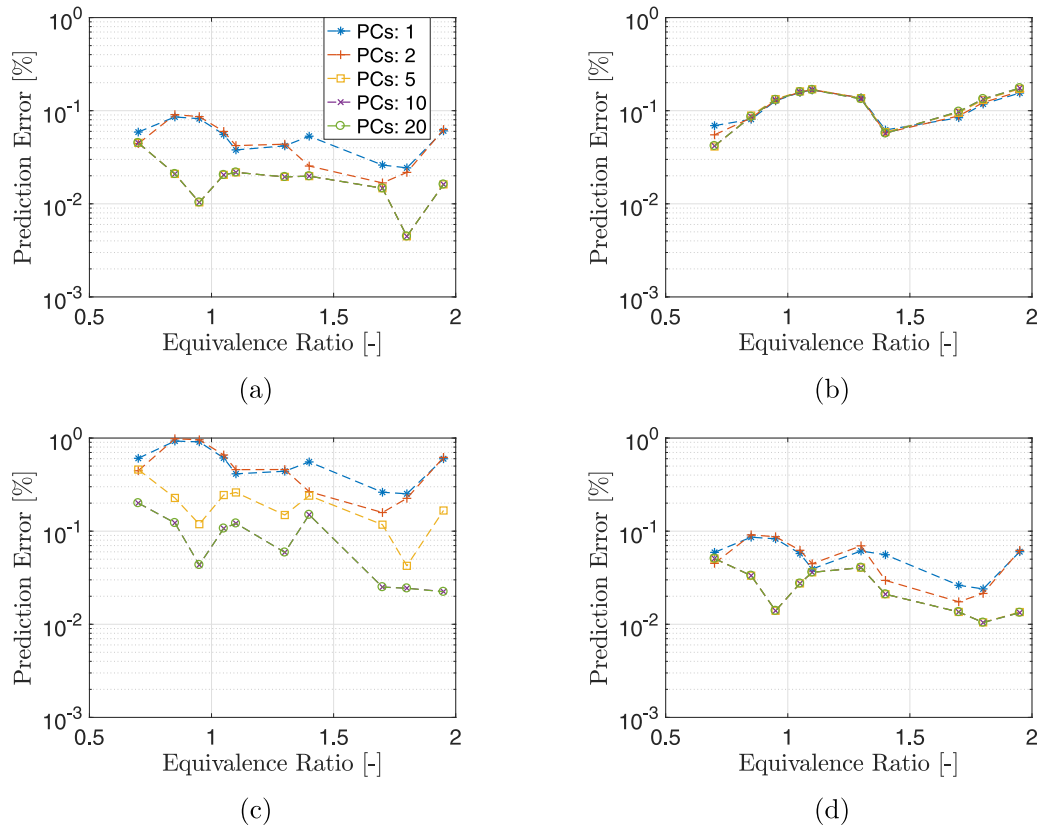 10^0
10^-1
10^-2
10^-3
Prediction Error [%]
0.5 1 1.5 2
Equivalence Ratio [-]
PCs: 1
PCs: 2
PCs: 5
PCs: 10
PCs: 20
(a)
10^0
10^-1
10^-2
10^-3
Prediction Error [%]
0.5 1 1.5 2
Equivalence Ratio [-]
(b)
10^0
10^-1
10^-2
10^-3
Prediction Error [%]
0.5 1 1.5 2
Equivalence Ratio [-]
(c)
10^0
10^-1
10^-2
10^-3
Prediction Error [%]
0.5 1 1.5 2
Equivalence Ratio [-]
(d)